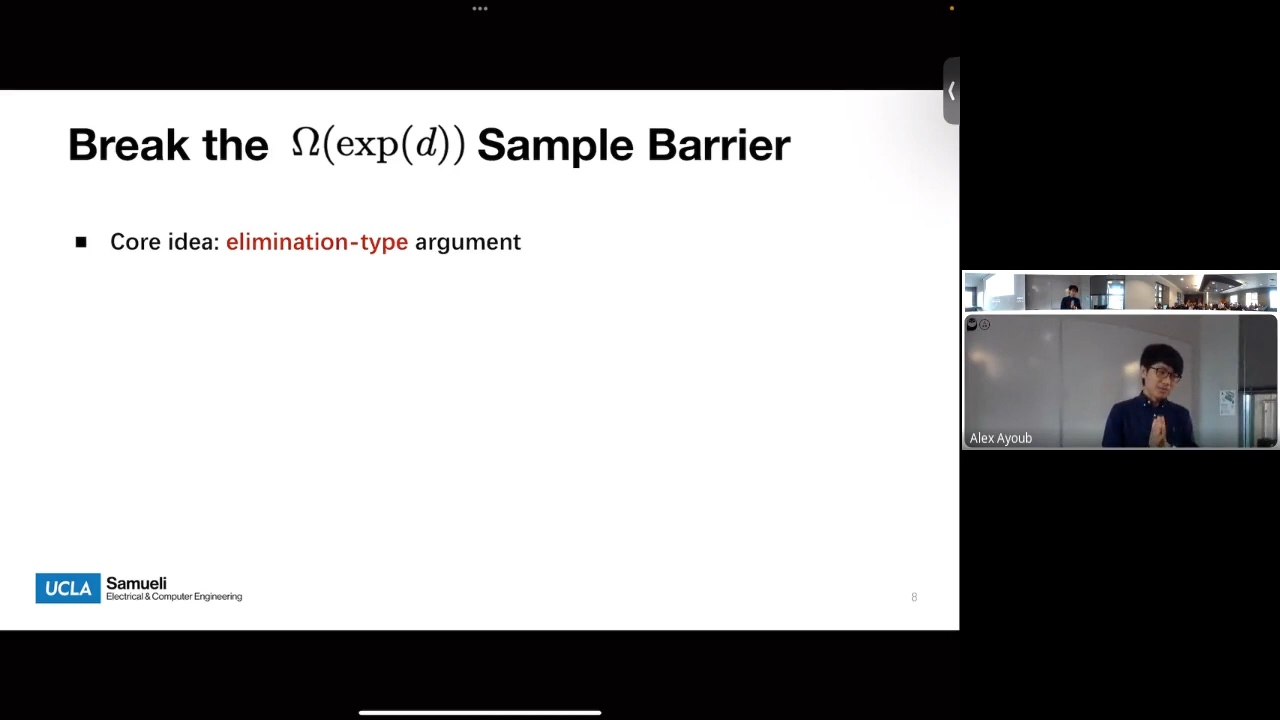 Break the Ω(exp(d)) Sample Barrier
■ Core idea: elimination-type argument
UCLA Samueli
Electrical & Computer Engineering
8
Alex Ayoub